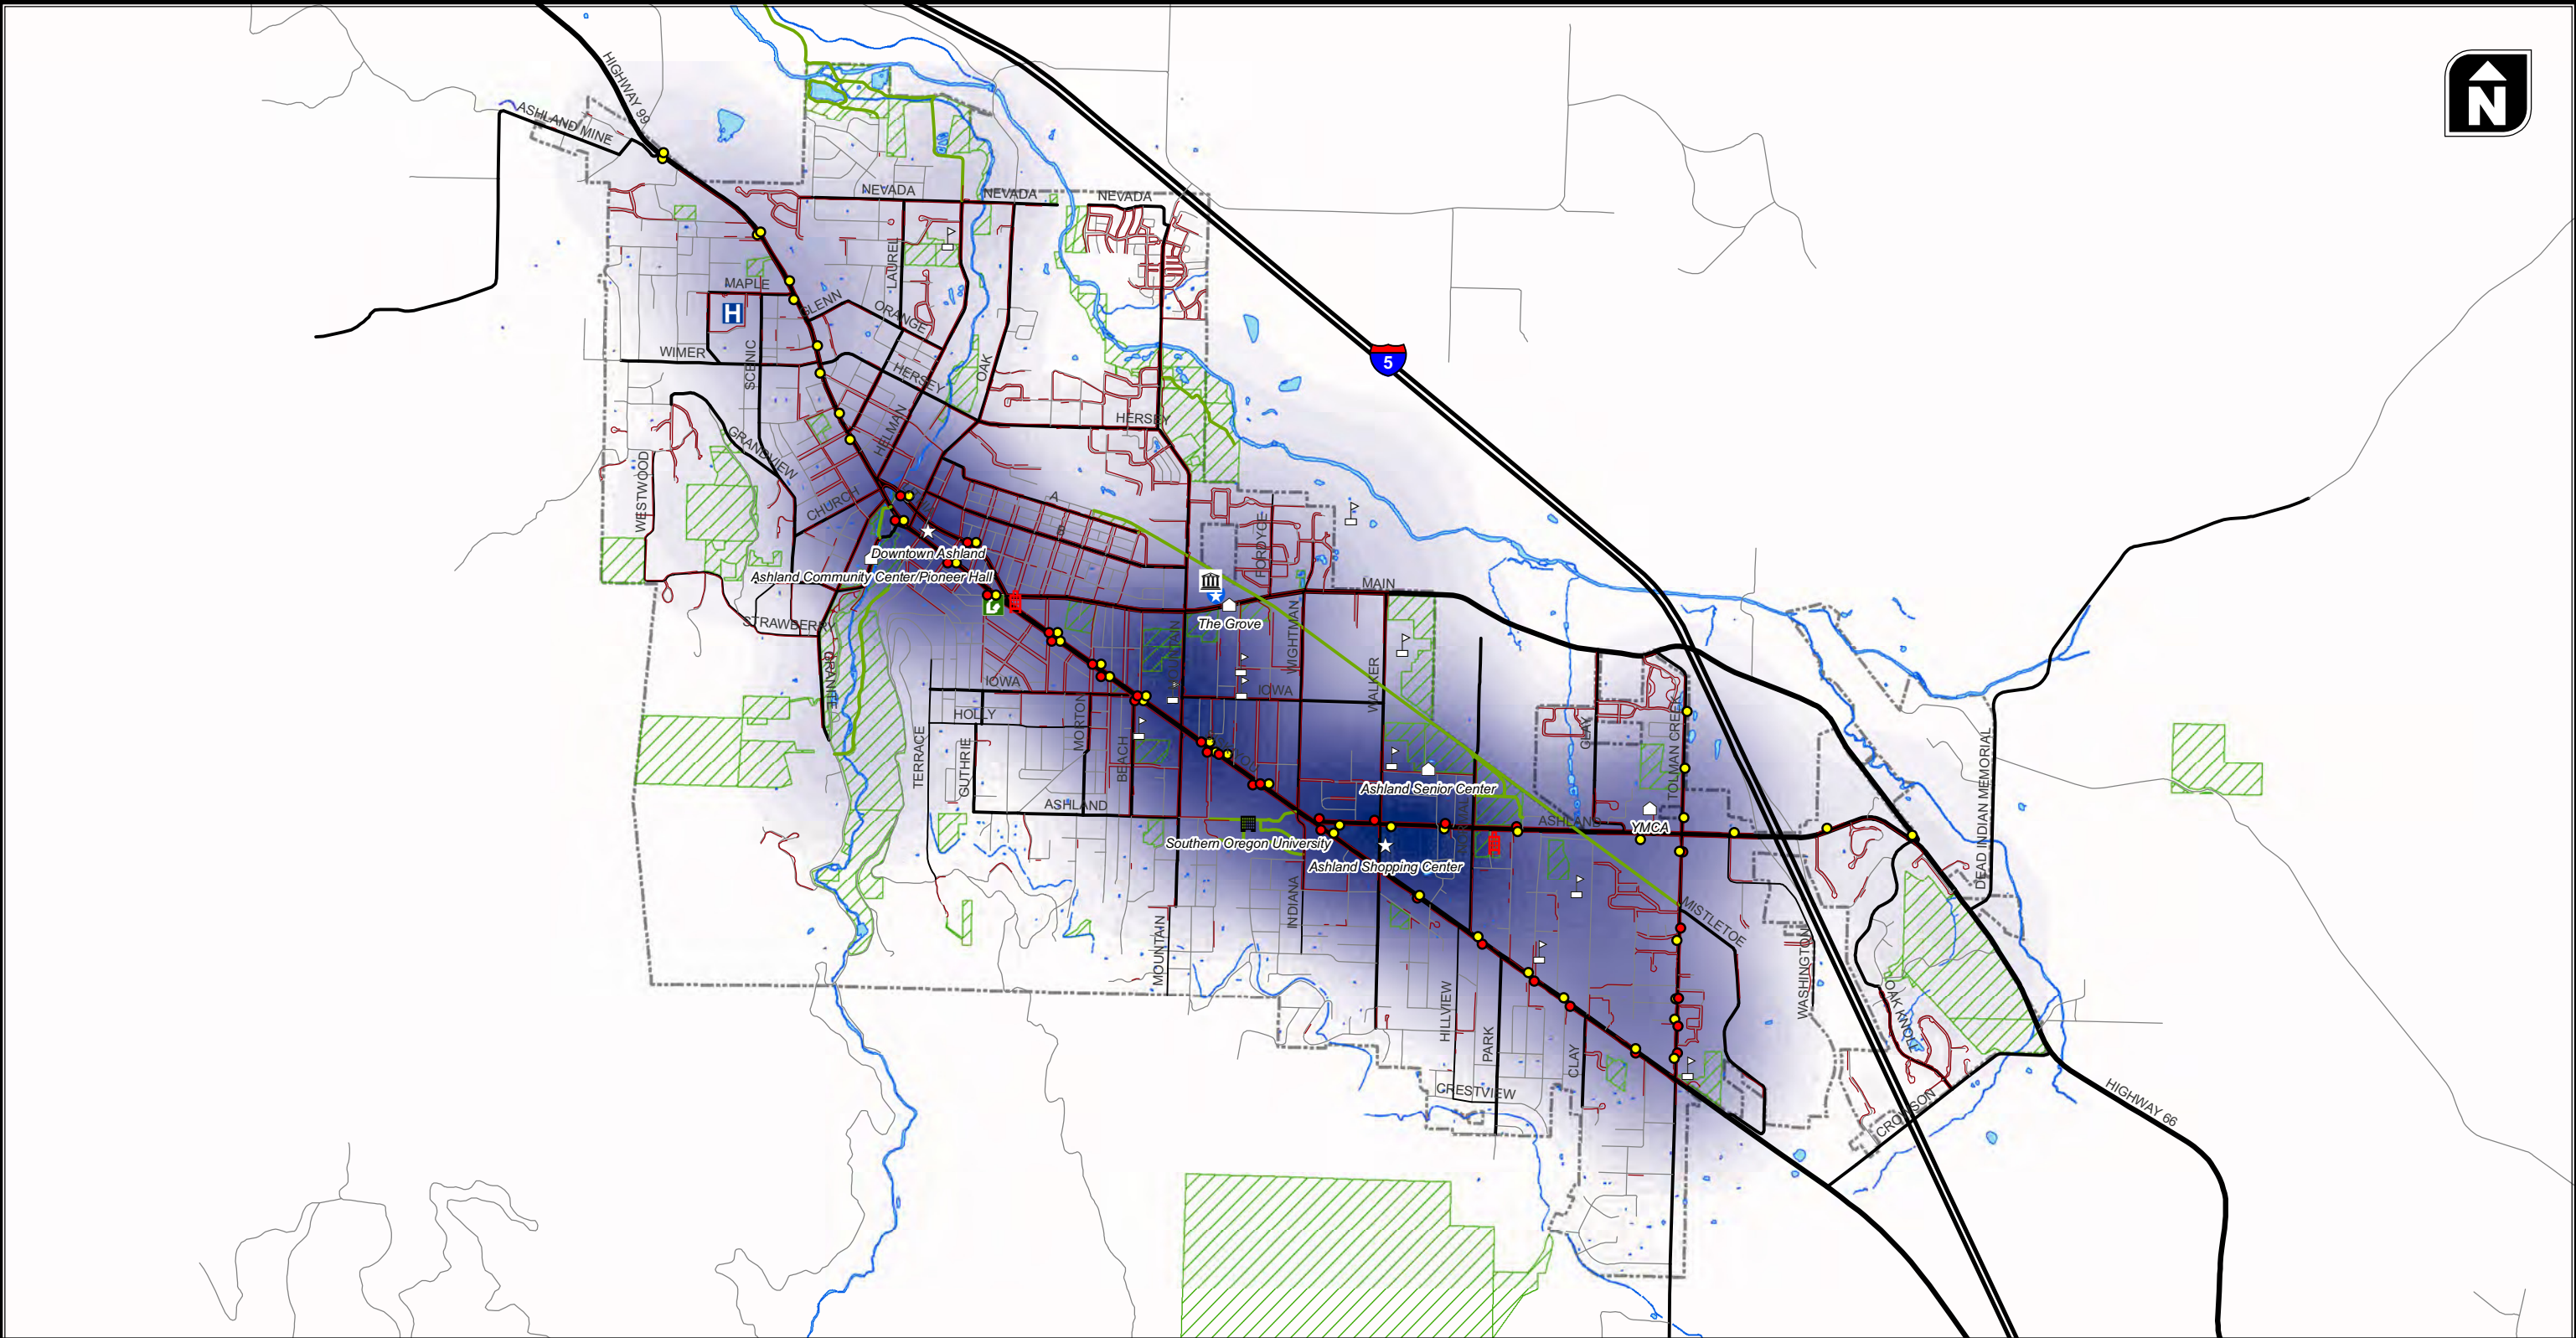 HIGHWAY 99
ASHLAND MINE
N
NEVADA
NEVADA
NEVADA
LAUREL
MAPLE
H
GLENN
ORANGE
WIMER
SCENIC
HERSEY
OAK
5
HELMAN
HERSEY
GRANDVIEW
WESTWOOD
CHURCH
A
B
FORDYCE
Downtown Ashland
Ashland Community Center/Pioneer Hall
MAIN
STRAWBERRY
The Grove
WIGHTMAN
GRANITE
IOWA
IOWA
WALKER
HOLLY
MORTON
TERRACE
GUTHRIE
BEACH
CLAY
TOLMAN CREEK
DEAD INDIAN MEMORIAL
Ashland Senior Center
ASHLAND
ASHLAND
YMCA
Southern Oregon University
Ashland Shopping Center
INDIANA
MISTLETOE
MOUNTAIN
WASHINGTON
HILLVIEW
OAK KNOLL
PARK
CLAY
CRESTVIEW
CROWSON
HIGHWAY 66